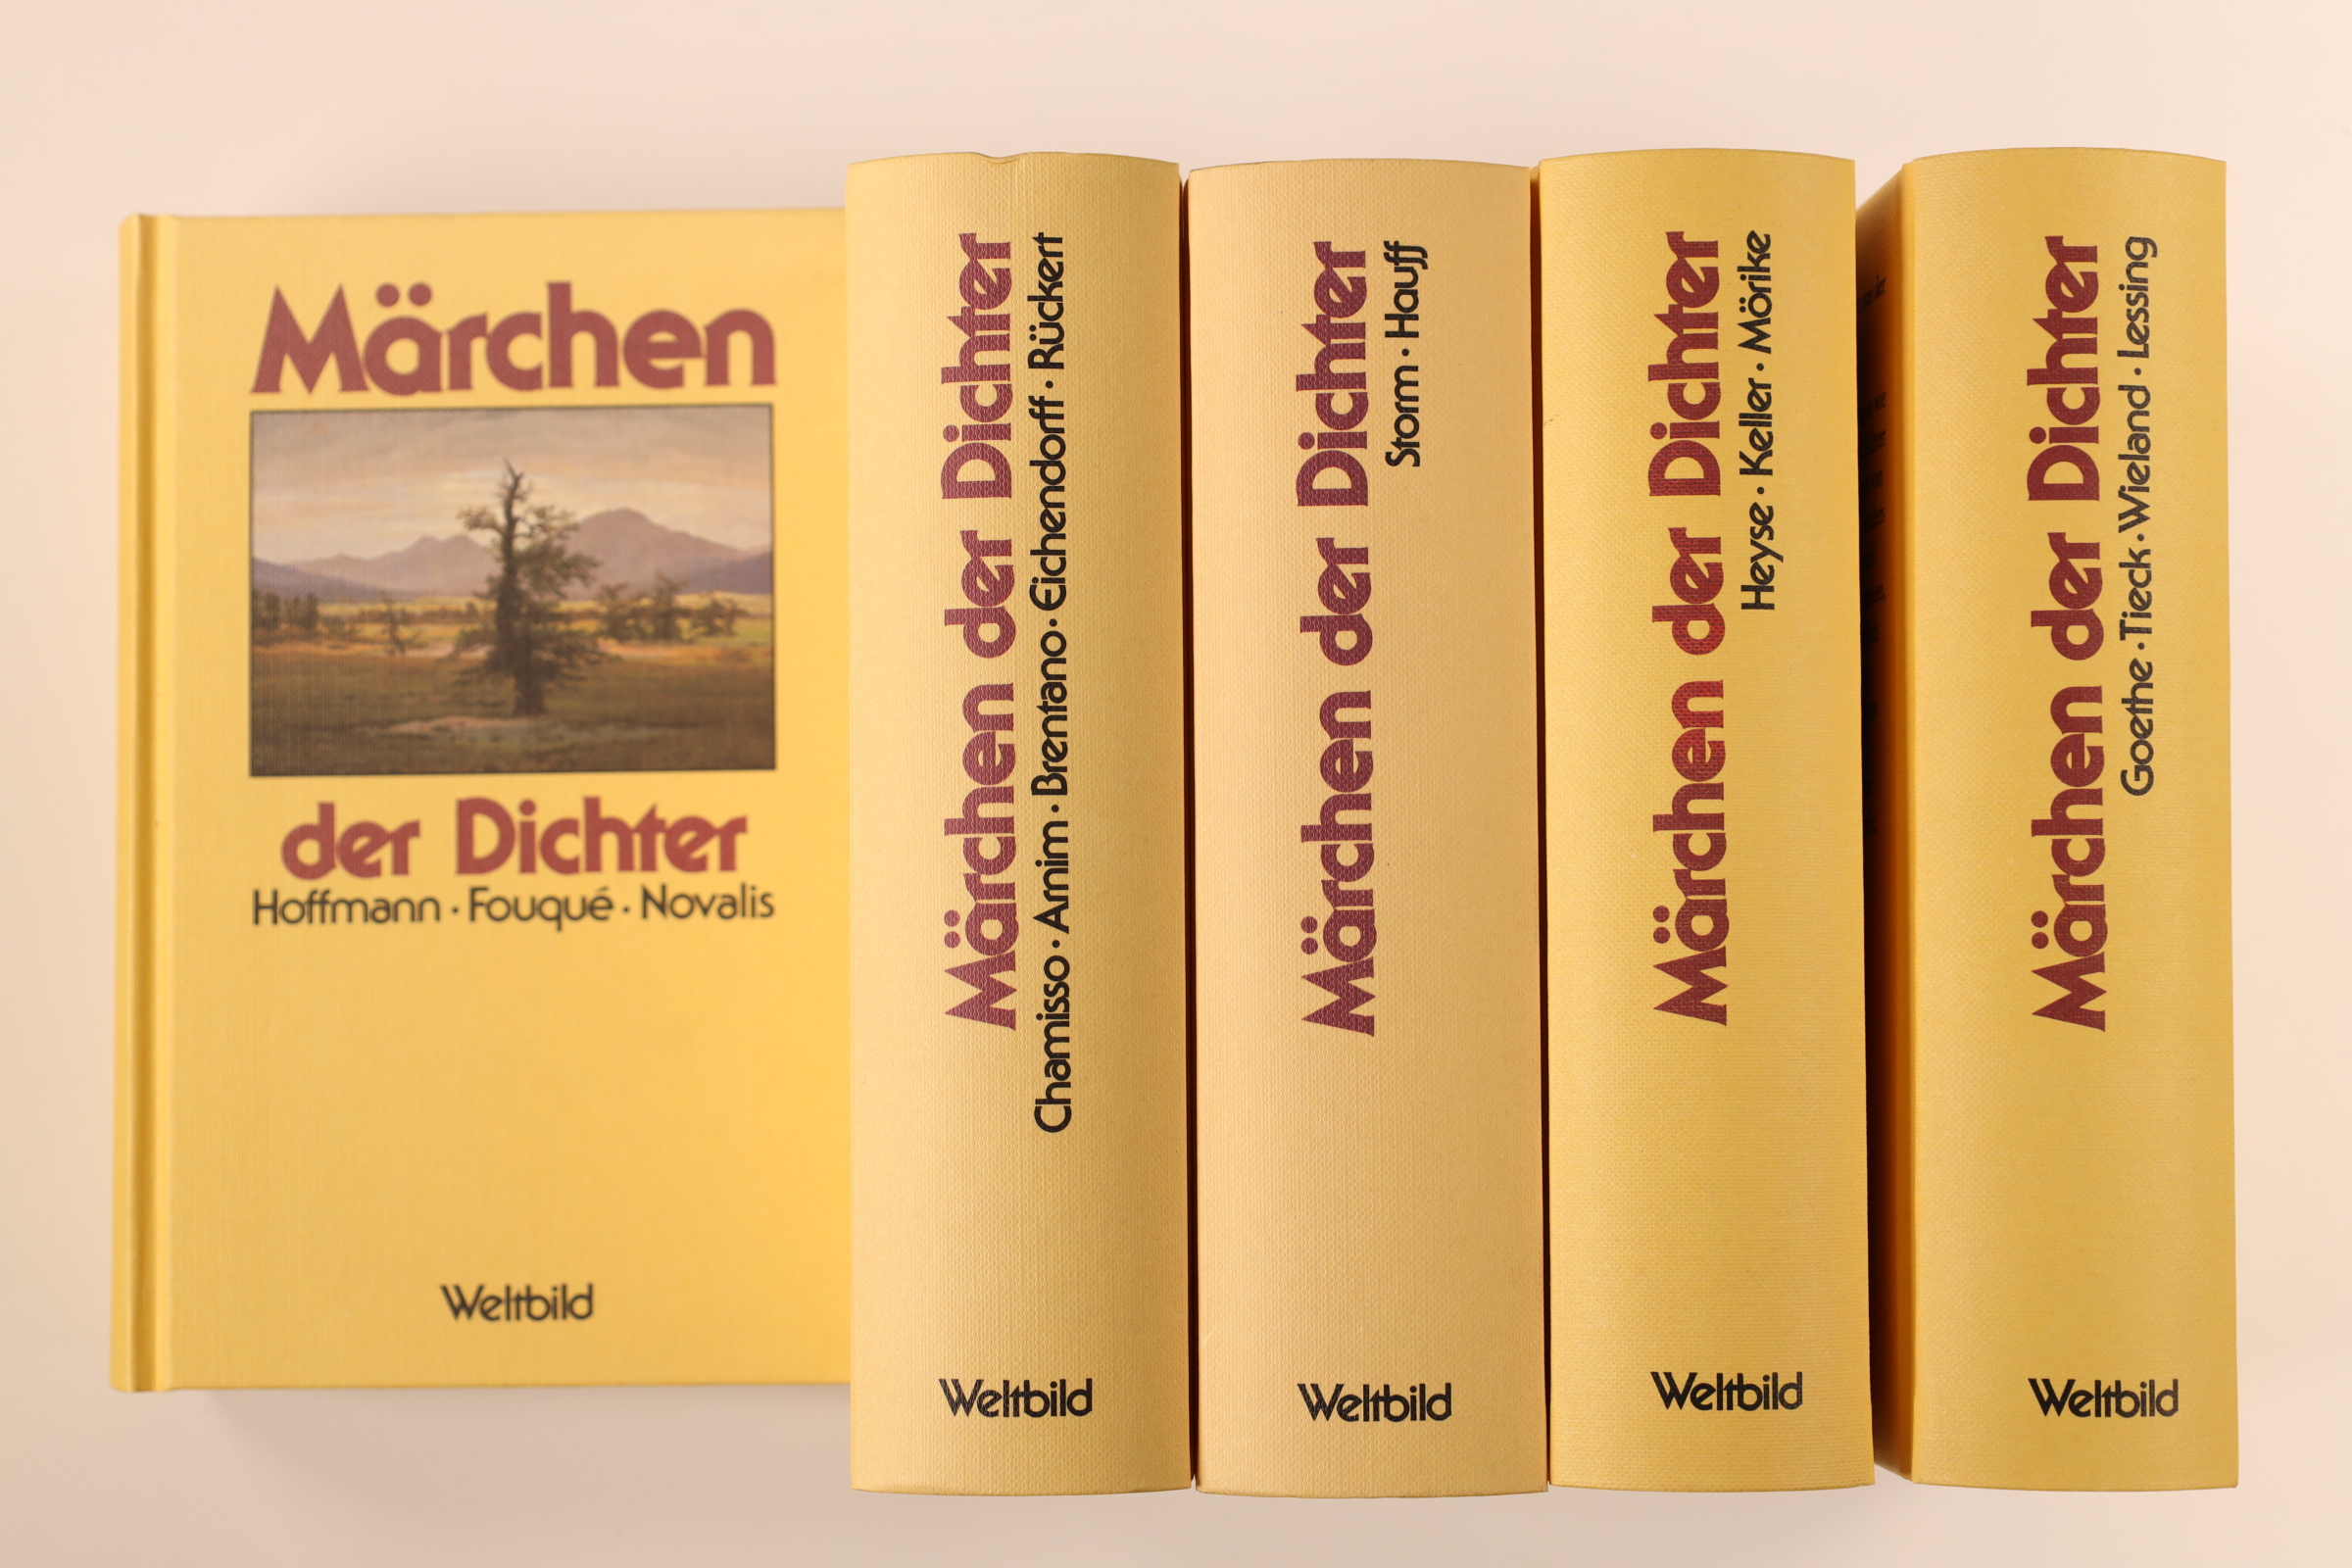 Märchen
der Dichter
Hoffmann · Fouqué · Novalis
Weltbild
Märchen der Dichter
Chamisso · Arnim · Brentano · Eichendorff · Rückert
Weltbild
Märchen der Dichter
Storm · Hauff
Weltbild
Märchen der Dichter
Heyse · Keller · Mörike
Weltbild
Märchen der Dichter
Goethe · Tieck · Wieland · Lessing
Weltbild